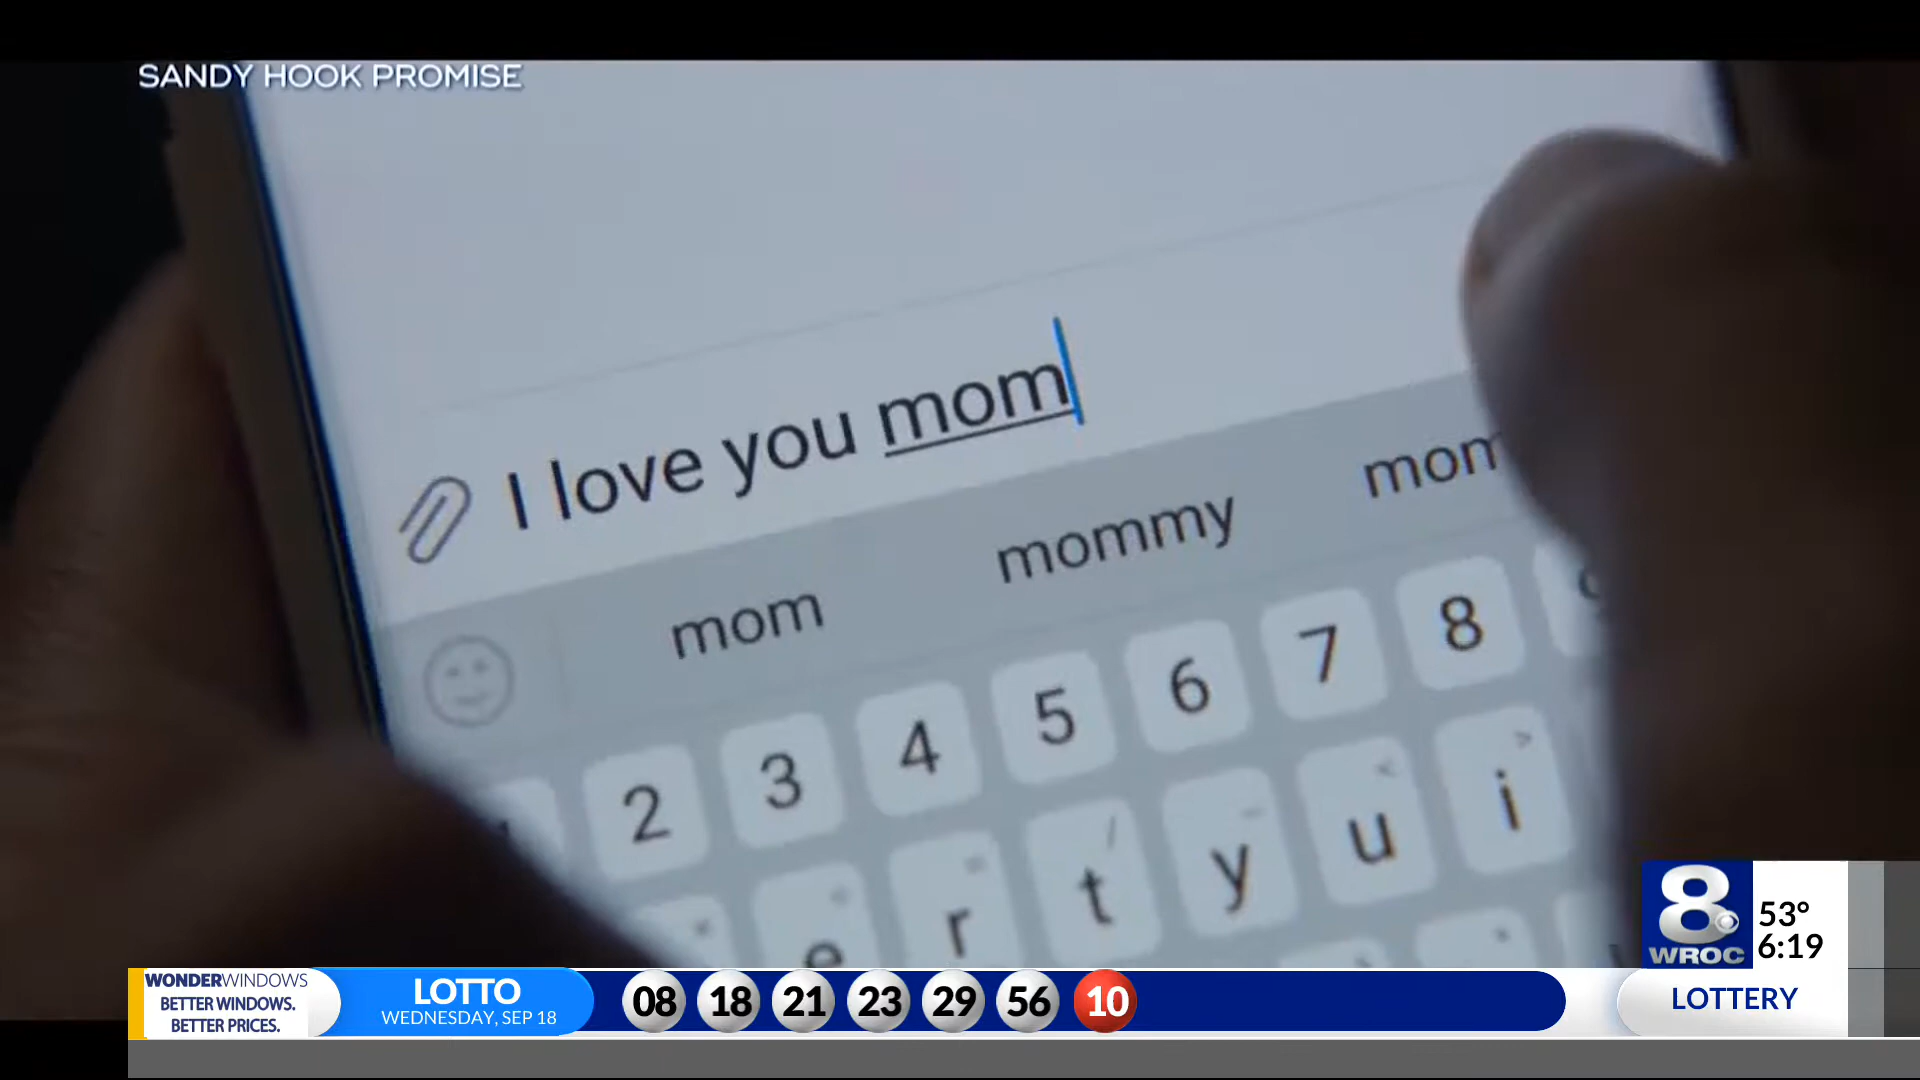 SANDY HOOK PROMISE
I love you mom
mom mommy
2 3 4 5 6 7 8
e r t y u i
8
WROC
53°
6:19
WONDERWINDOWS
BETTER WINDOWS.
BETTER PRICES.
LOTTO
WEDNESDAY, SEP 18
08 18 21 23 29 56 10
LOTTERY